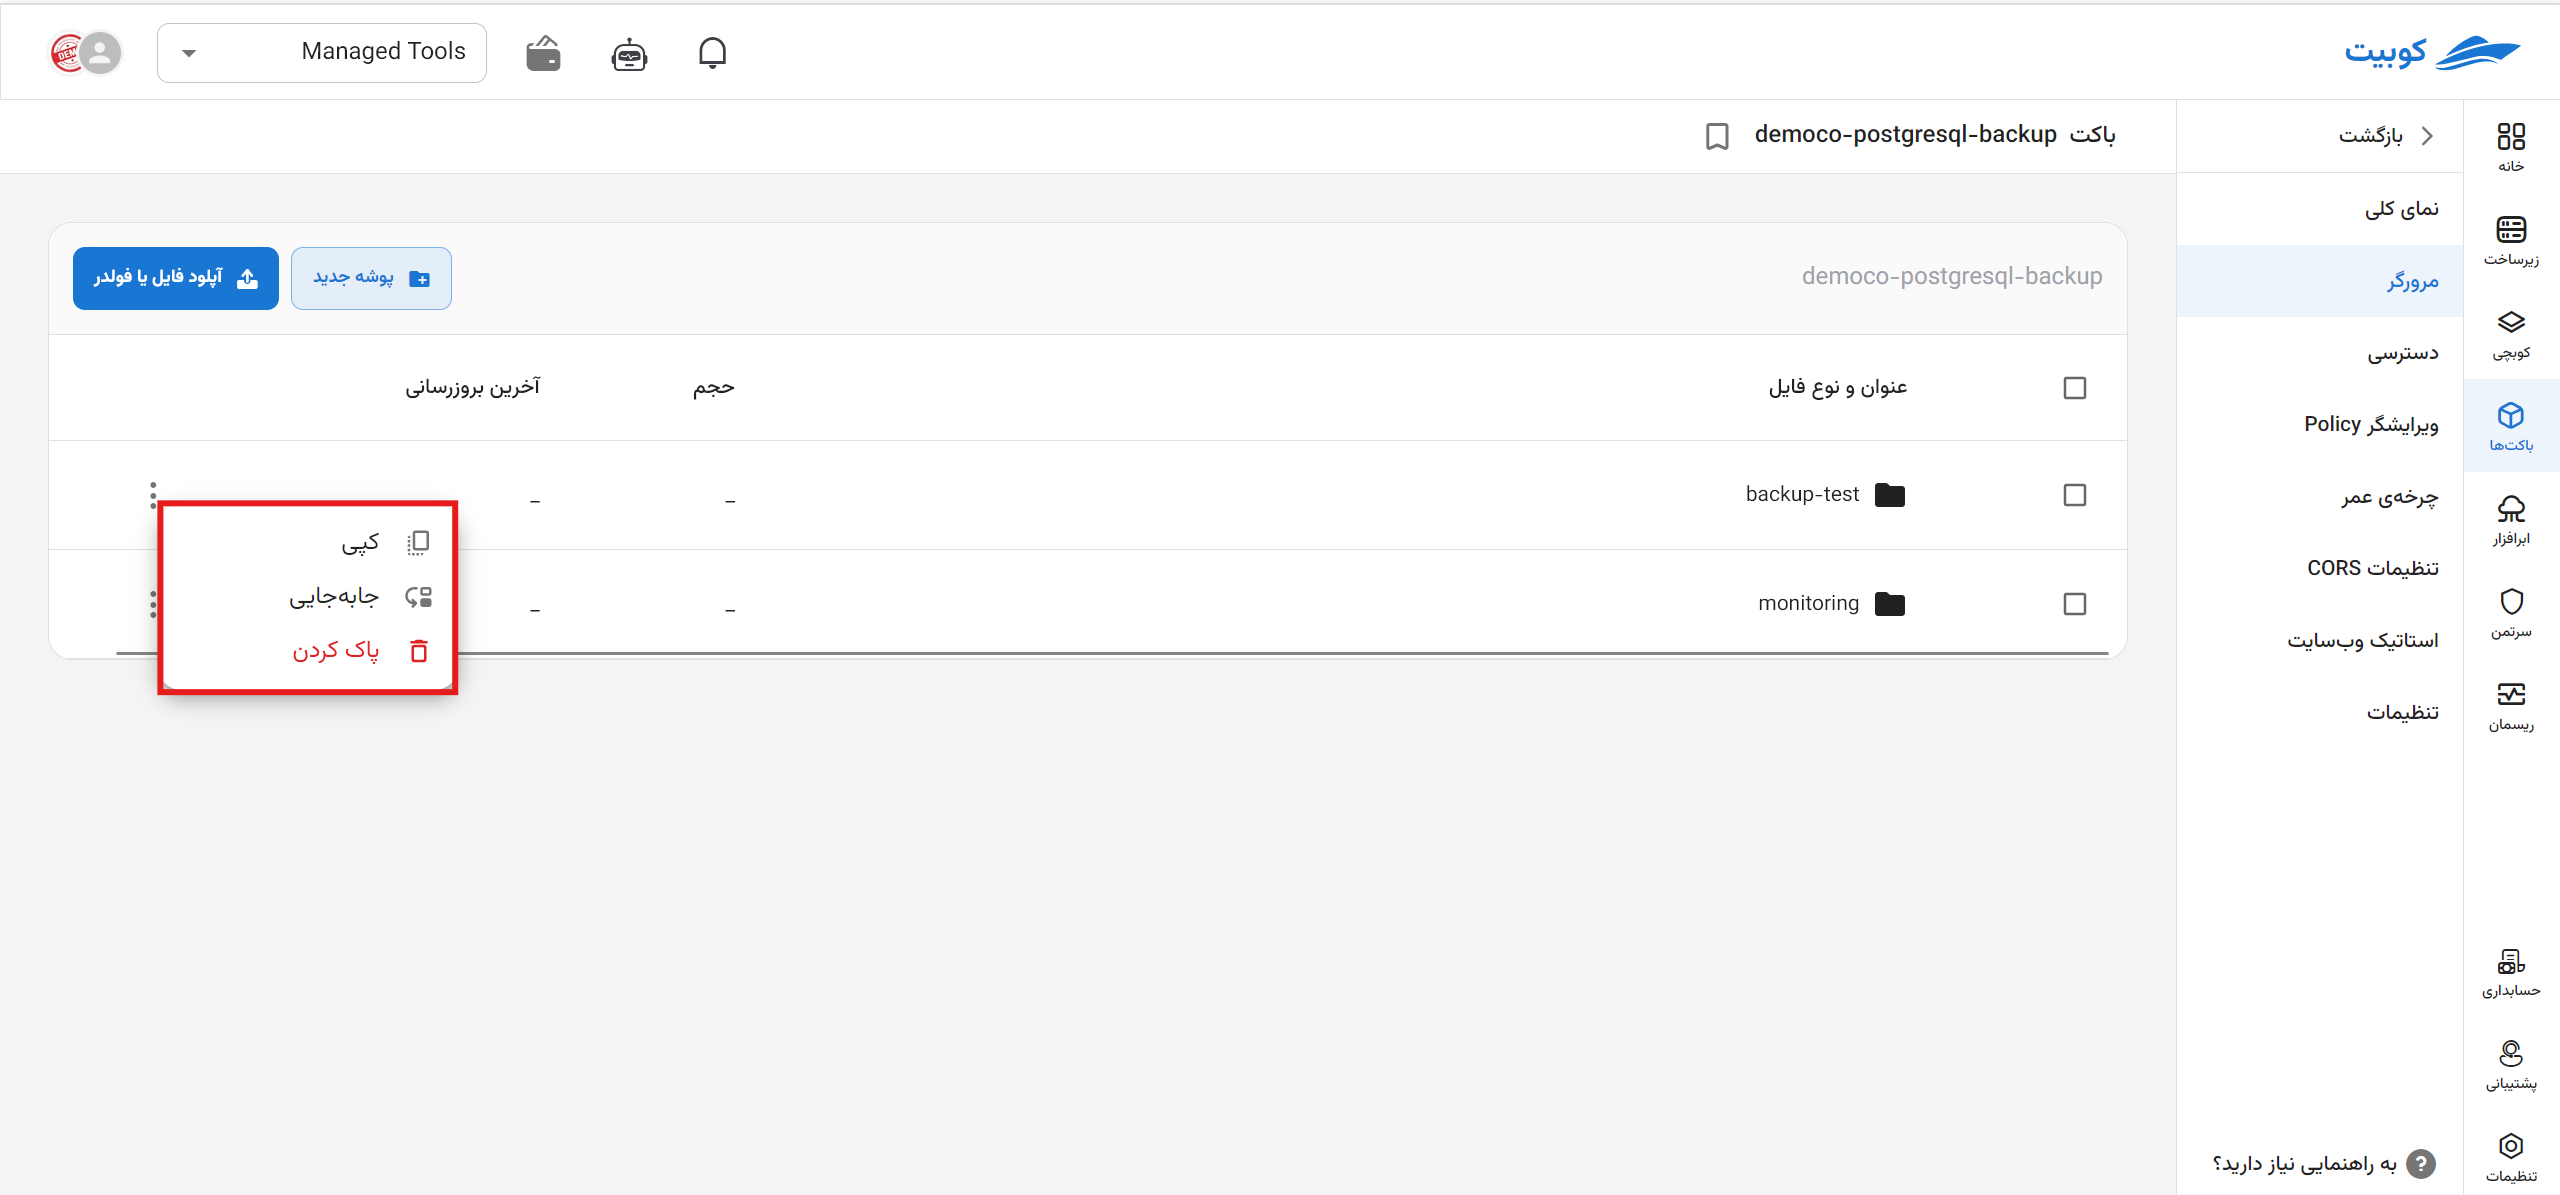 کوبیت
Managed Tools
DEMO
خانه
زیرساخت
کوبچی
باکت‌ها
ابرافزار
سرتمن
ریسمان
حسابداری
پشتیبانی
تنظیمات
بازگشت
نمای کلی
مرورگر
دسترسی
ویرایشگر Policy
چرخه‌ی عمر
تنظیمات CORS
استاتیک وب‌سایت
تنظیمات
به راهنمایی نیاز دارید؟
باکت democo-postgresql-backup
democo-postgresql-backup
پوشه جدید
آپلود فایل یا فولدر
عنوان و نوع فایل حجم آخرین بروزرسانی
backup-test – –
monitoring – –
کپی
جابه‌جایی
پاک کردن